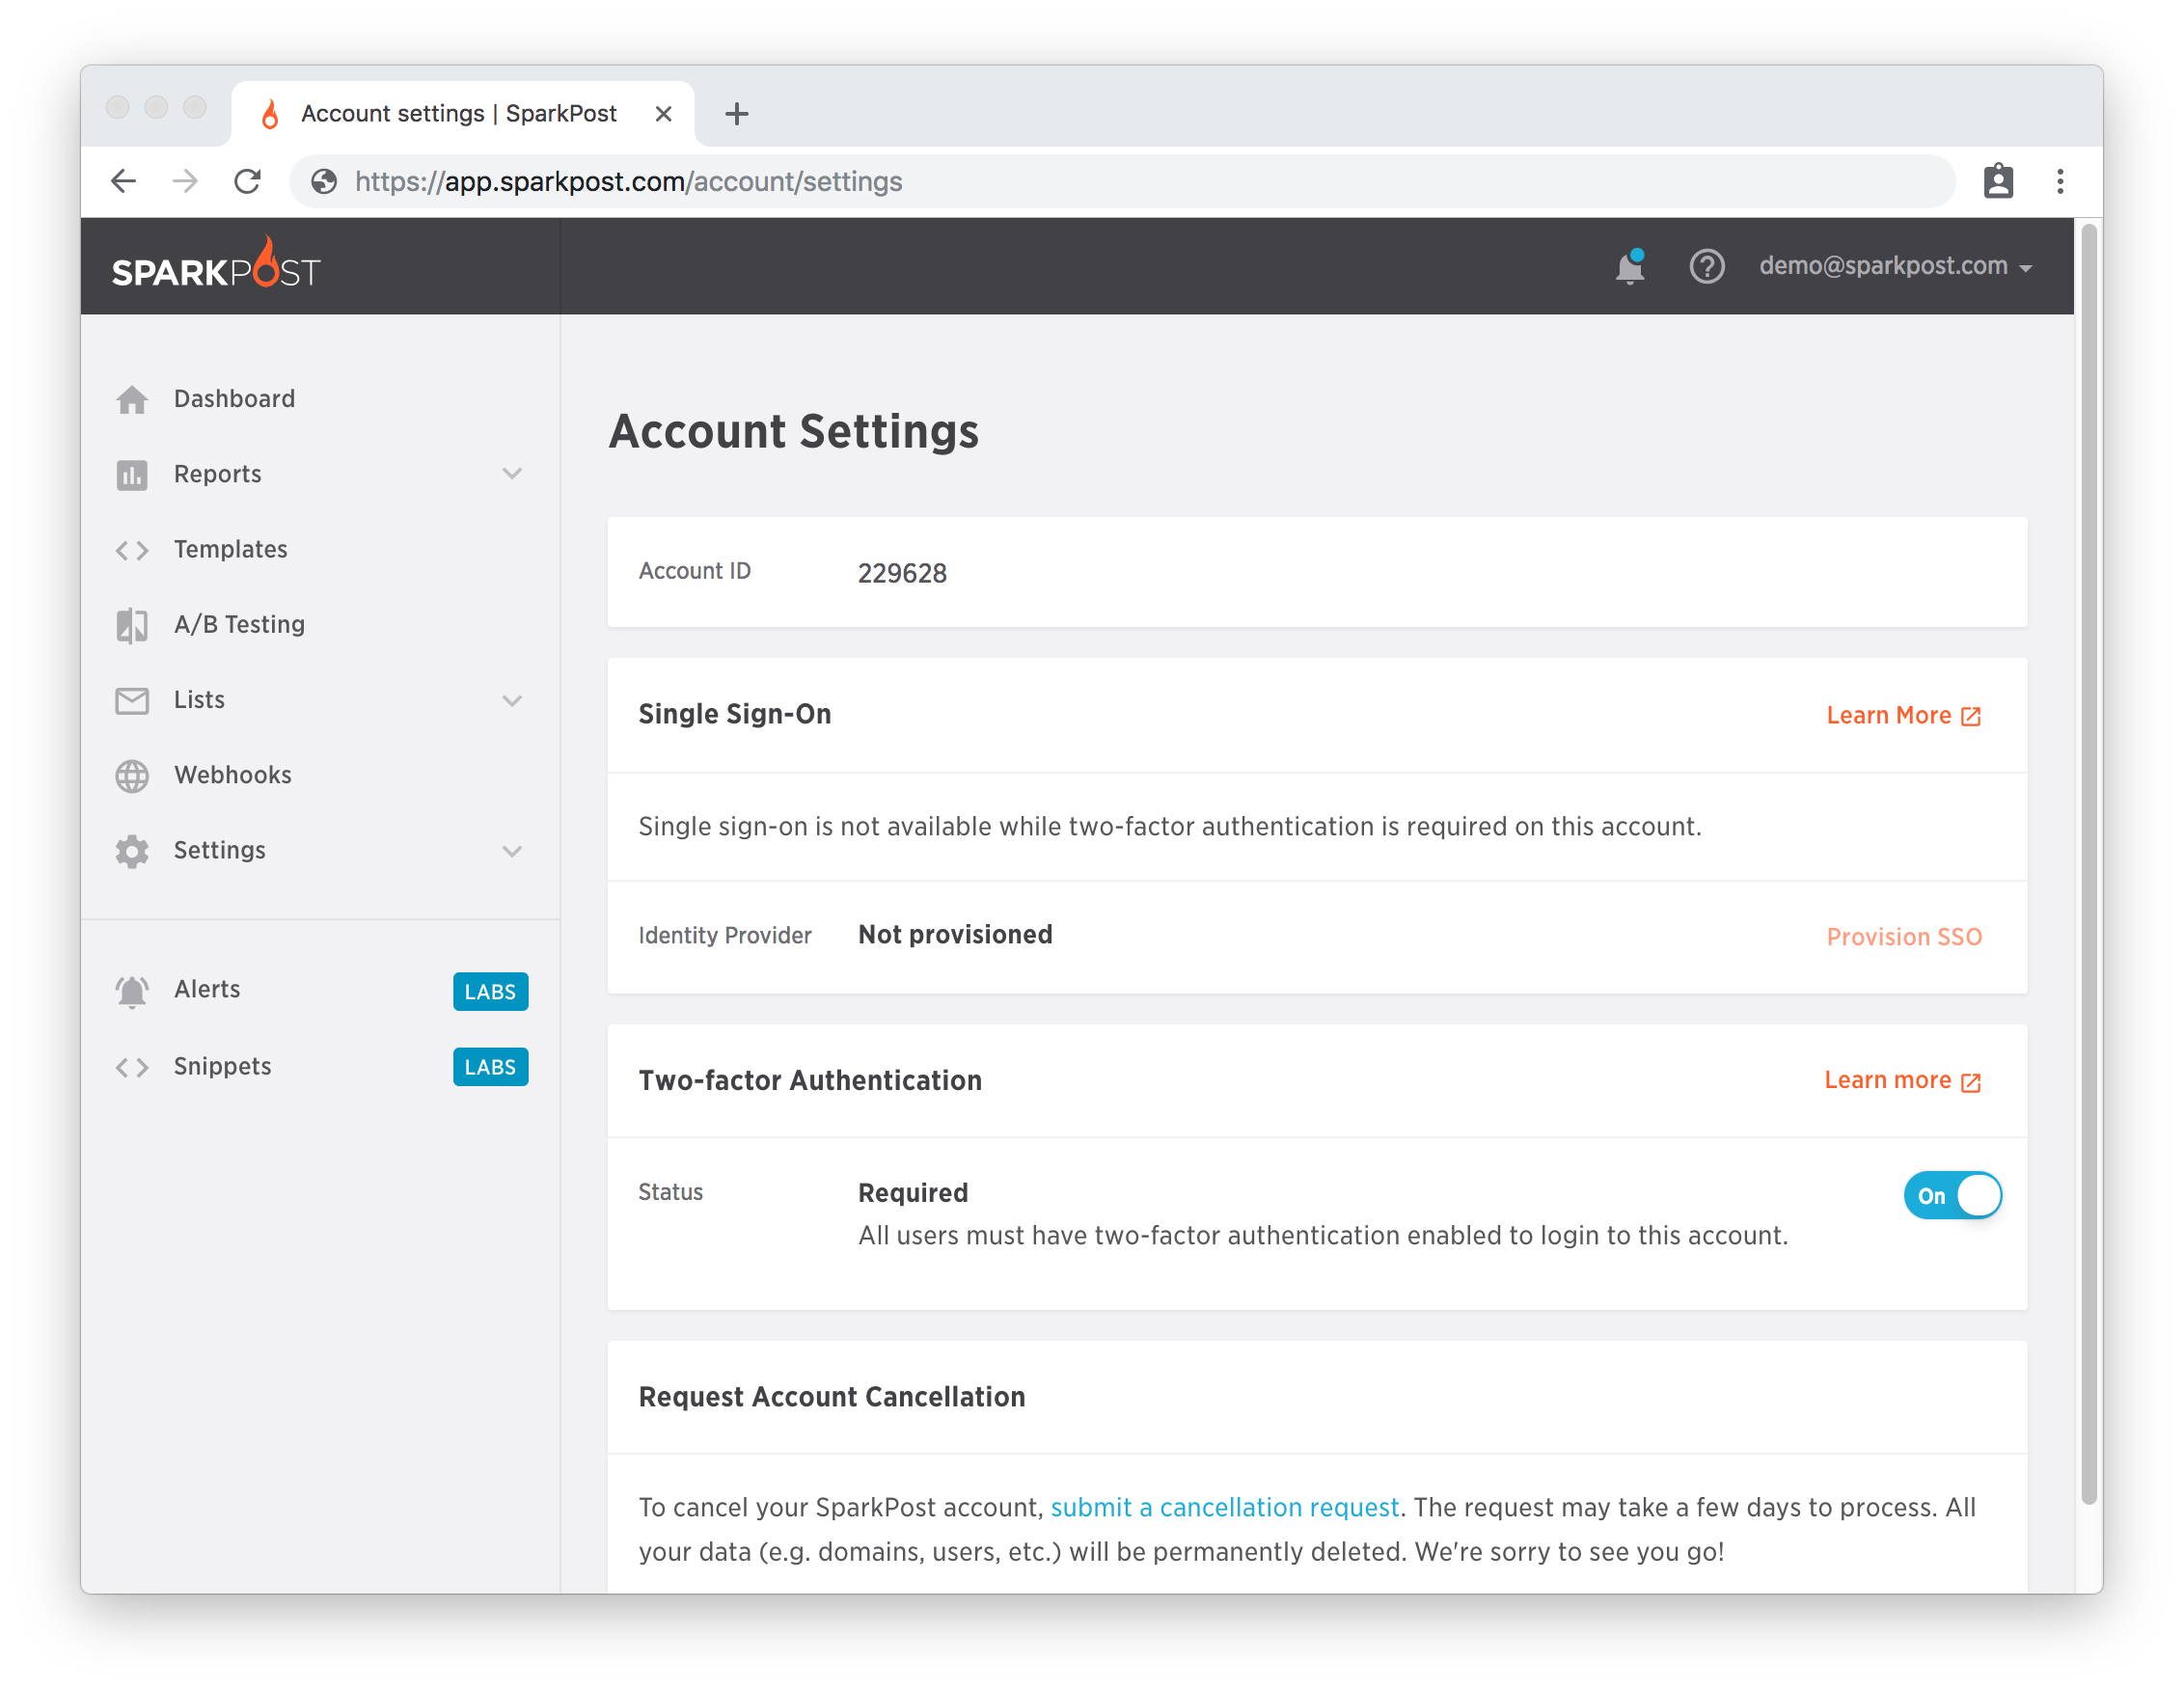 Account settings | SparkPost
https://app.sparkpost.com/account/settings
SPARKPOST
demo@sparkpost.com
Dashboard
Reports
Templates
A/B Testing
Lists
Webhooks
Settings
Alerts LABS
Snippets LABS
Account Settings
Account ID 229628
Single Sign-On Learn More
Single sign-on is not available while two-factor authentication is required on this account.
Identity Provider Not provisioned Provision SSO
Two-factor Authentication Learn more
Status Required On
All users must have two-factor authentication enabled to login to this account.
Request Account Cancellation
To cancel your SparkPost account, submit a cancellation request. The request may take a few days to process. All
your data (e.g. domains, users, etc.) will be permanently deleted. We're sorry to see you go!